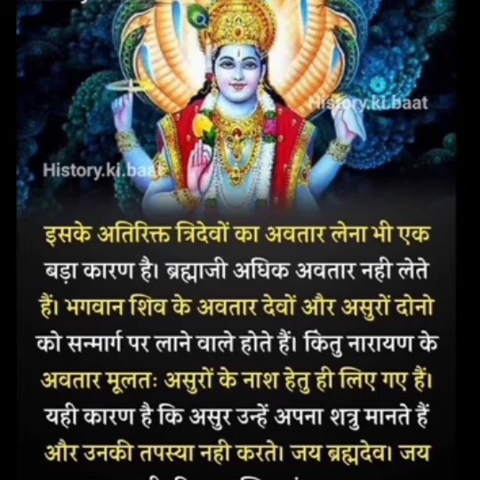 History.ki.baat
History.ki.baat
इसके अतिरिक्त त्रिदेवों का अवतार लेना भी एक
बड़ा कारण है। ब्रह्माजी अधिक अवतार नही लेते
हैं। भगवान शिव के अवतार देवों और असुरों दोनो
को सन्मार्ग पर लाने वाले होते हैं। किंतु नारायण के
अवतार मूलतः असुरों के नाश हेतु ही लिए गए हैं।
यही कारण है कि असुर उन्हें अपना शत्रु मानते हैं
और उनकी तपस्या नही करते। जय ब्रह्मदेव। जय